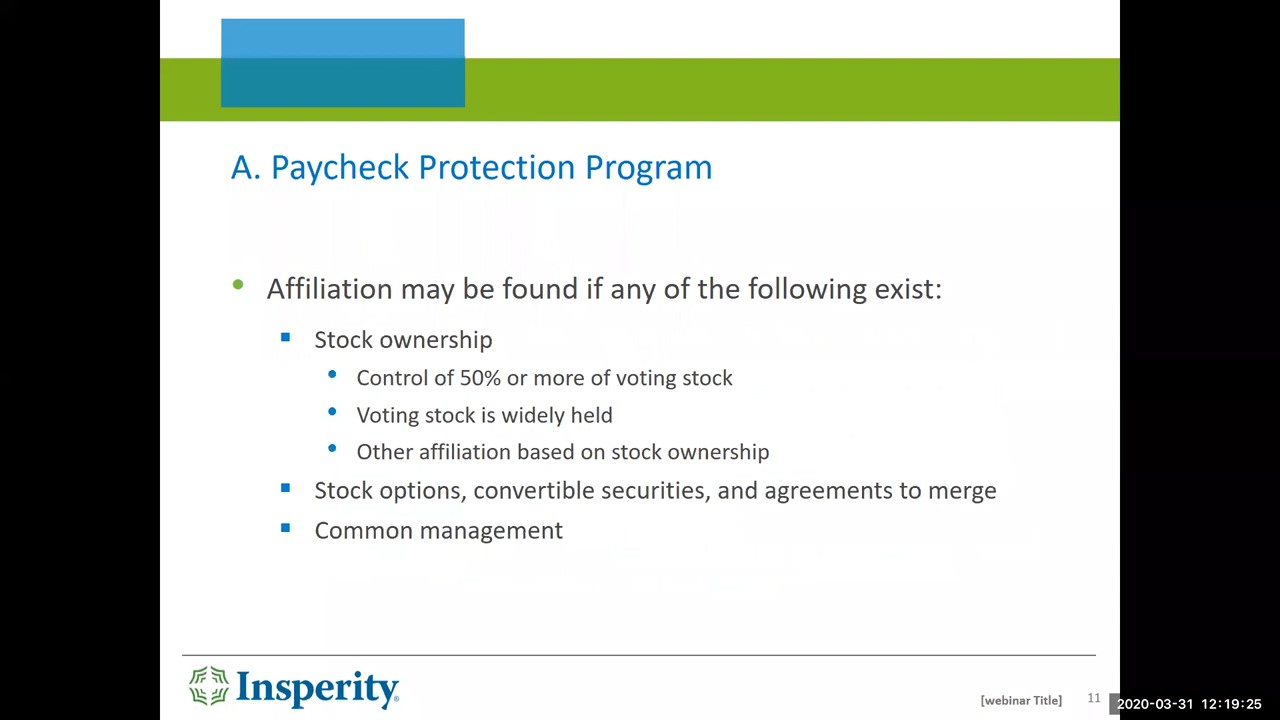 A. Paycheck Protection Program
Affiliation may be found if any of the following exist:
Stock ownership
Control of 50% or more of voting stock
Voting stock is widely held
Other affiliation based on stock ownership
Stock options, convertible securities, and agreements to merge
Common management
Insperity
[webinar Title] 11
2020-03-31 12:19:25